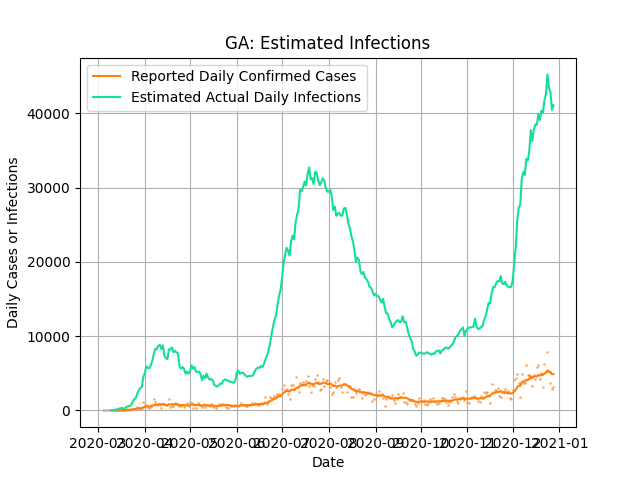 GA: Estimated Infections
Reported Daily Confirmed Cases
Estimated Actual Daily Infections
Daily Cases or Infections
40000
30000
20000
10000
0
2020-03 2020-04 2020-05 2020-06 2020-07 2020-08 2020-09 2020-10 2020-11 2020-12 2021-01
Date